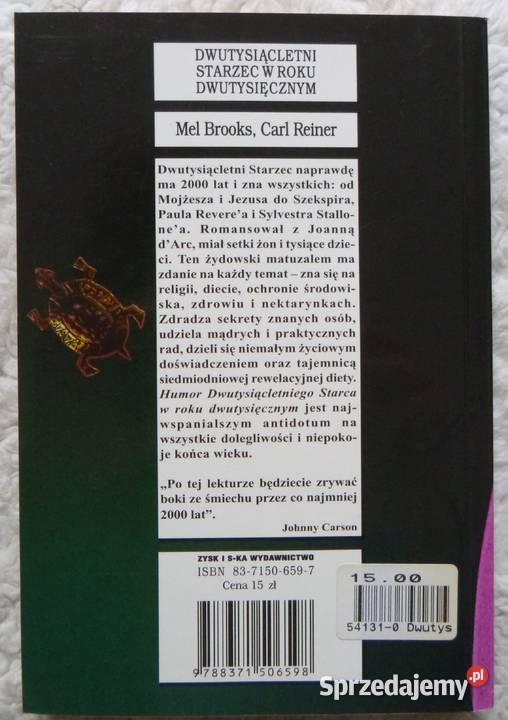 DWUTYSIĄCLETNI
STARZEC W ROKU
DWUTYSIĘCZNYM
Mel Brooks, Carl Reiner
Dwutysiącletni Starzec naprawdę
ma 2000 lat i zna wszystkich: od
Mojżesza i Jezusa do Szekspira,
Paula Revere'a i Sylvestra Stallo-
ne'a. Romansował z Joanną
d'Arc, miał setki żon i tysiące dzie-
ci. Ten żydowski matuzalem ma
zdanie na każdy temat – zna się na
religii, diecie, ochronie środowi-
ska, zdrowiu i nektarynkach.
Zdradza sekrety znanych osób,
udziela mądrych i praktycznych
rad, dzieli się niemałym życiowym
doświadczeniem oraz tajemnicą
siedmiodniowej rewelacyjnej diety.
Humor Dwutysiącletniego Starca
w roku dwutysięcznym jest naj-
wspanialszym antidotum na
wszystkie dolegliwości i niepoko-
je końca wieku.
„Po tej lekturze będziecie zrywać
boki ze śmiechu przez co najmniej
2000 lat”.
Johnny Carson
ZYSK I S-KA WYDAWNICTWO
ISBN 83-7150-659-7
Cena 15 zł
9 788371 506598
15.00
54131-0 Dwutys
Sprzedajemy.pl